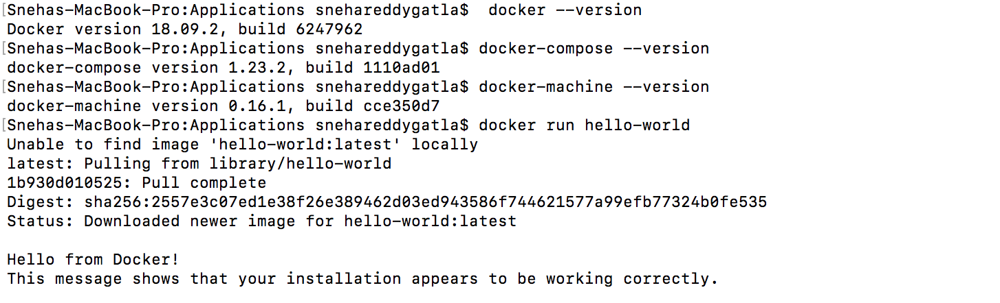 [Snehas-MacBook-Pro:Applications snehareddygatla$  docker --version
Docker version 18.09.2, build 6247962
[Snehas-MacBook-Pro:Applications snehareddygatla$ docker-compose --version
docker-compose version 1.23.2, build 1110ad01
[Snehas-MacBook-Pro:Applications snehareddygatla$ docker-machine --version
docker-machine version 0.16.1, build cce350d7
[Snehas-MacBook-Pro:Applications snehareddygatla$ docker run hello-world
Unable to find image 'hello-world:latest' locally
latest: Pulling from library/hello-world
1b930d010525: Pull complete
Digest: sha256:2557e3c07ed1e38f26e389462d03ed943586f744621577a99efb77324b0fe535
Status: Downloaded newer image for hello-world:latest

Hello from Docker!
This message shows that your installation appears to be working correctly.